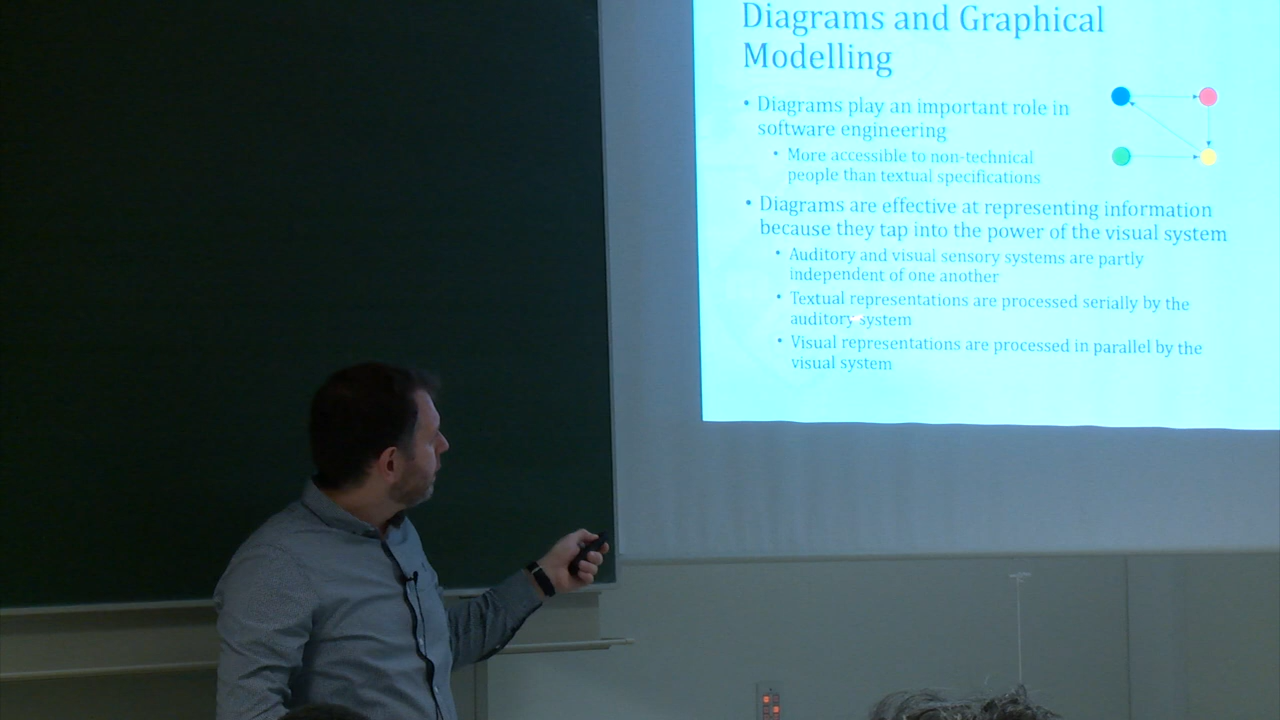 Diagrams and Graphical
Modelling
• Diagrams play an important role in
software engineering
• More accessible to non-technical
people than textual specifications
• Diagrams are effective at representing information
because they tap into the power of the visual system
• Auditory and visual sensory systems are partly
independent of one another
• Textual representations are processed serially by the
auditory system
• Visual representations are processed in parallel by the
visual system